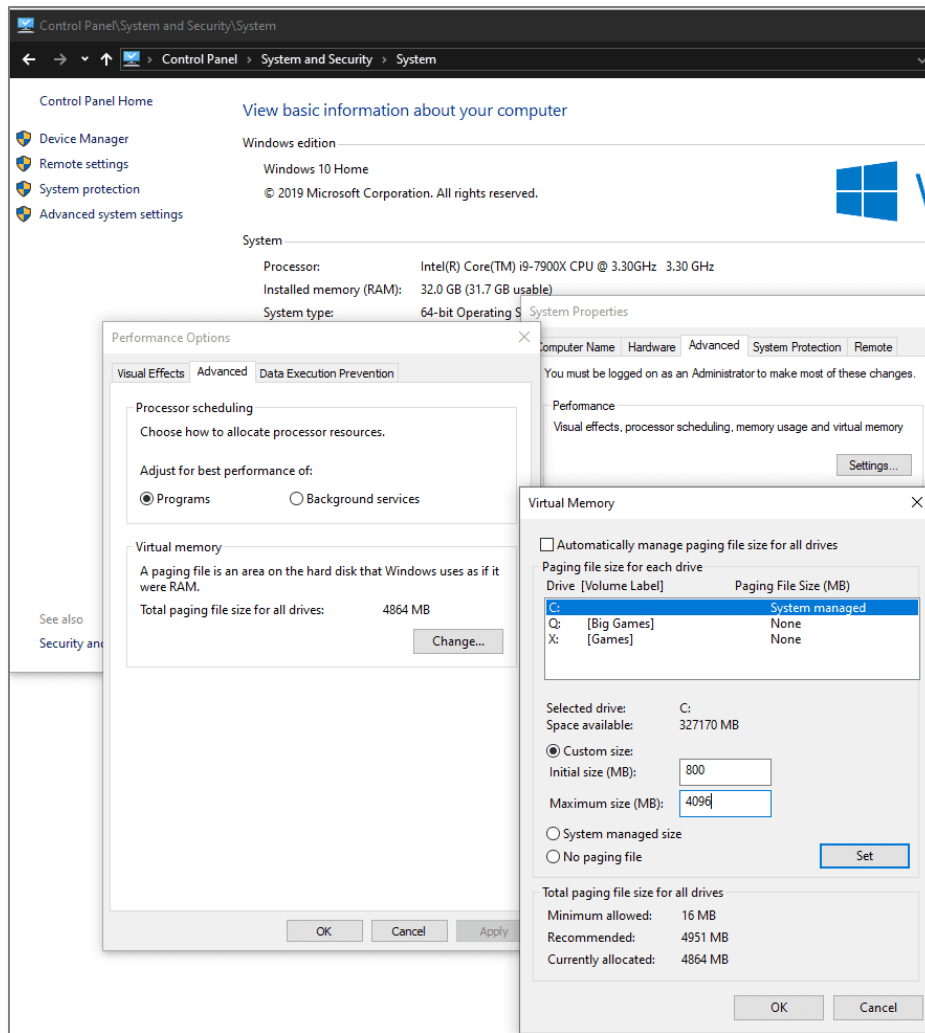 Control Panel\System and Security\System
Control Panel > System and Security > System
Control Panel Home
Device Manager
Remote settings
System protection
Advanced system settings
See also
View basic information about your computer
Windows edition
Windows 10 Home
© 2019 Microsoft Corporation. All rights reserved.
System
Processor: Intel(R) Core(TM) i9-7900X CPU @ 3.30GHz 3.30 GHz
Installed memory (RAM): 32.0 GB (31.7 GB usable)
System type: 64-bit Operating S
Security an
Performance Options
Visual Effects Advanced Data Execution Prevention
Processor scheduling
Choose how to allocate processor resources.
Adjust for best performance of:
Programs Background services
Virtual memory
A paging file is an area on the hard disk that Windows uses as if it
were RAM.
Total paging file size for all drives: 4864 MB
Change...
OK Cancel Apply
System Properties
Computer Name Hardware Advanced System Protection Remote
You must be logged on as an Administrator to make most of these changes.
Performance
Visual effects, processor scheduling, memory usage and virtual memory
Settings...
Virtual Memory
Automatically manage paging file size for all drives
Paging file size for each drive
Drive [Volume Label] Paging File Size (MB)
C: System managed
Q: [Big Games] None
X: [Games] None
Selected drive: C:
Space available: 327170 MB
Custom size:
Initial size (MB): 800
Maximum size (MB): 4096
System managed size
No paging file
Set
Total paging file size for all drives
Minimum allowed: 16 MB
Recommended: 4951 MB
Currently allocated: 4864 MB
OK Cancel